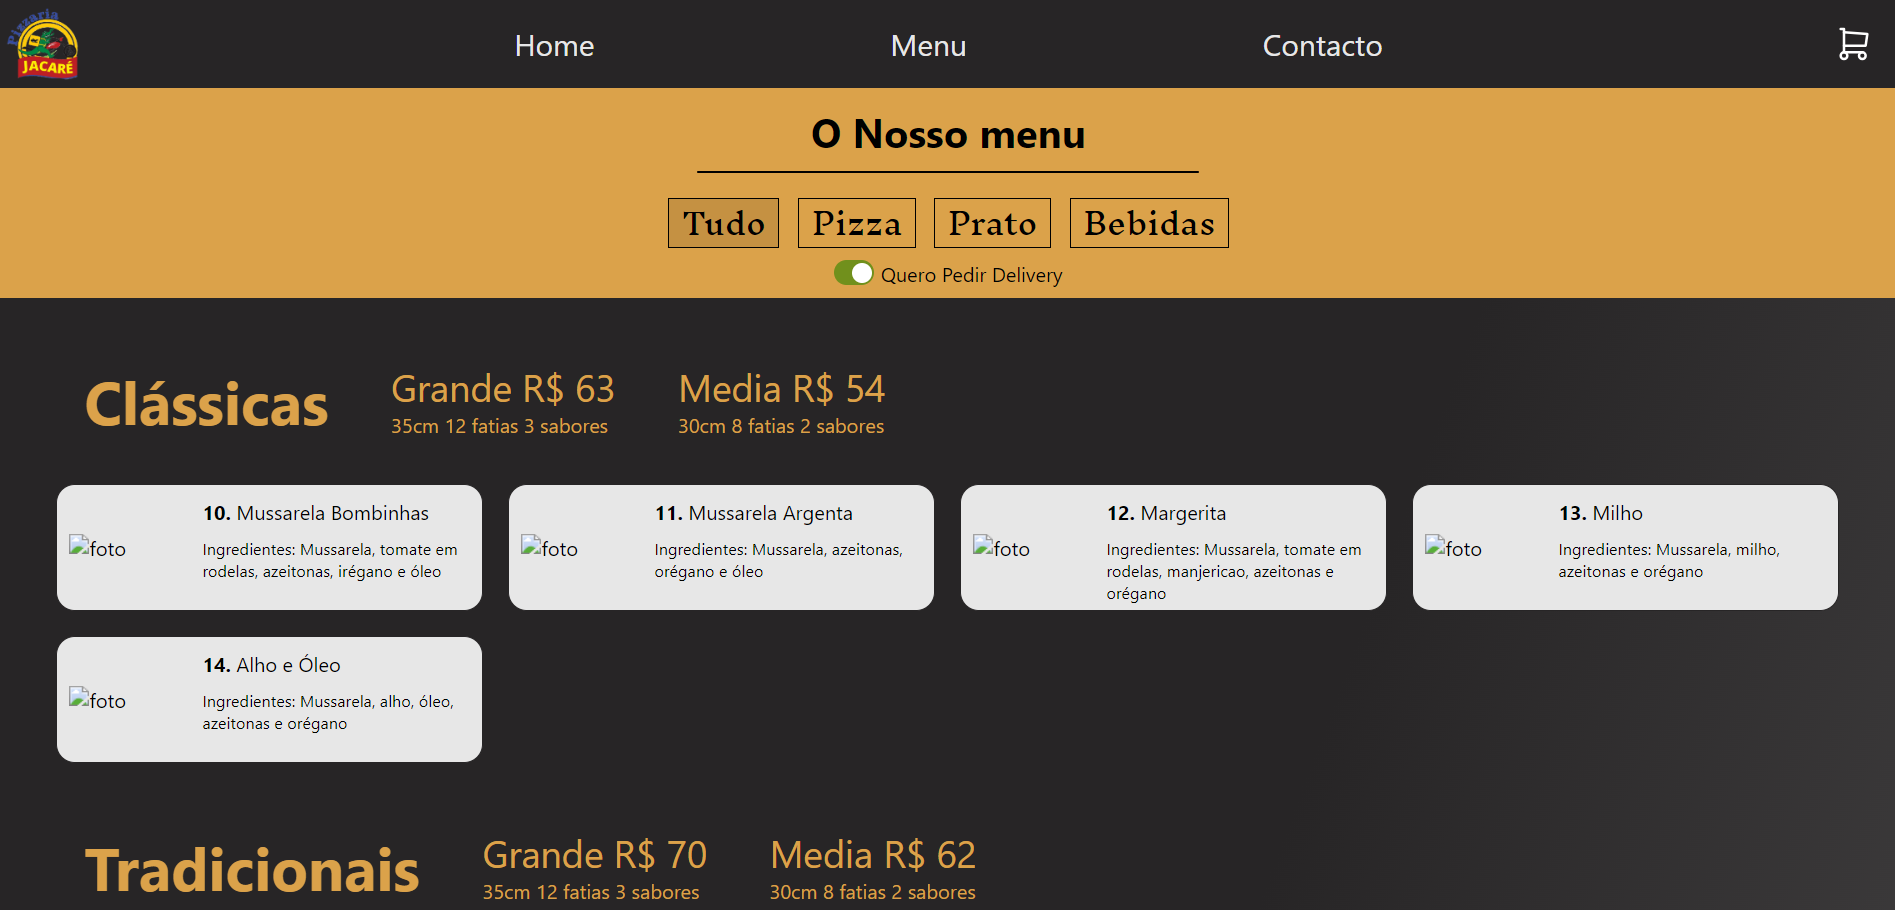 Pizzaria
JACARÉ
Home
Menu
Contacto
O Nosso menu
Tudo
Pizza
Prato
Bebidas
Quero Pedir Delivery
Clássicas
Grande R$ 63
35cm 12 fatias 3 sabores
Media R$ 54
30cm 8 fatias 2 sabores
foto
10. Mussarela Bombinhas
Ingredientes: Mussarela, tomate em
rodelas, azeitonas, irégano e óleo
foto
11. Mussarela Argenta
Ingredientes: Mussarela, azeitonas,
orégano e óleo
foto
12. Margerita
Ingredientes: Mussarela, tomate em
rodelas, manjericao, azeitonas e
orégano
foto
13. Milho
Ingredientes: Mussarela, milho,
azeitonas e orégano
foto
14. Alho e Óleo
Ingredientes: Mussarela, alho, óleo,
azeitonas e orégano
Tradicionais
Grande R$ 70
35cm 12 fatias 3 sabores
Media R$ 62
30cm 8 fatias 2 sabores